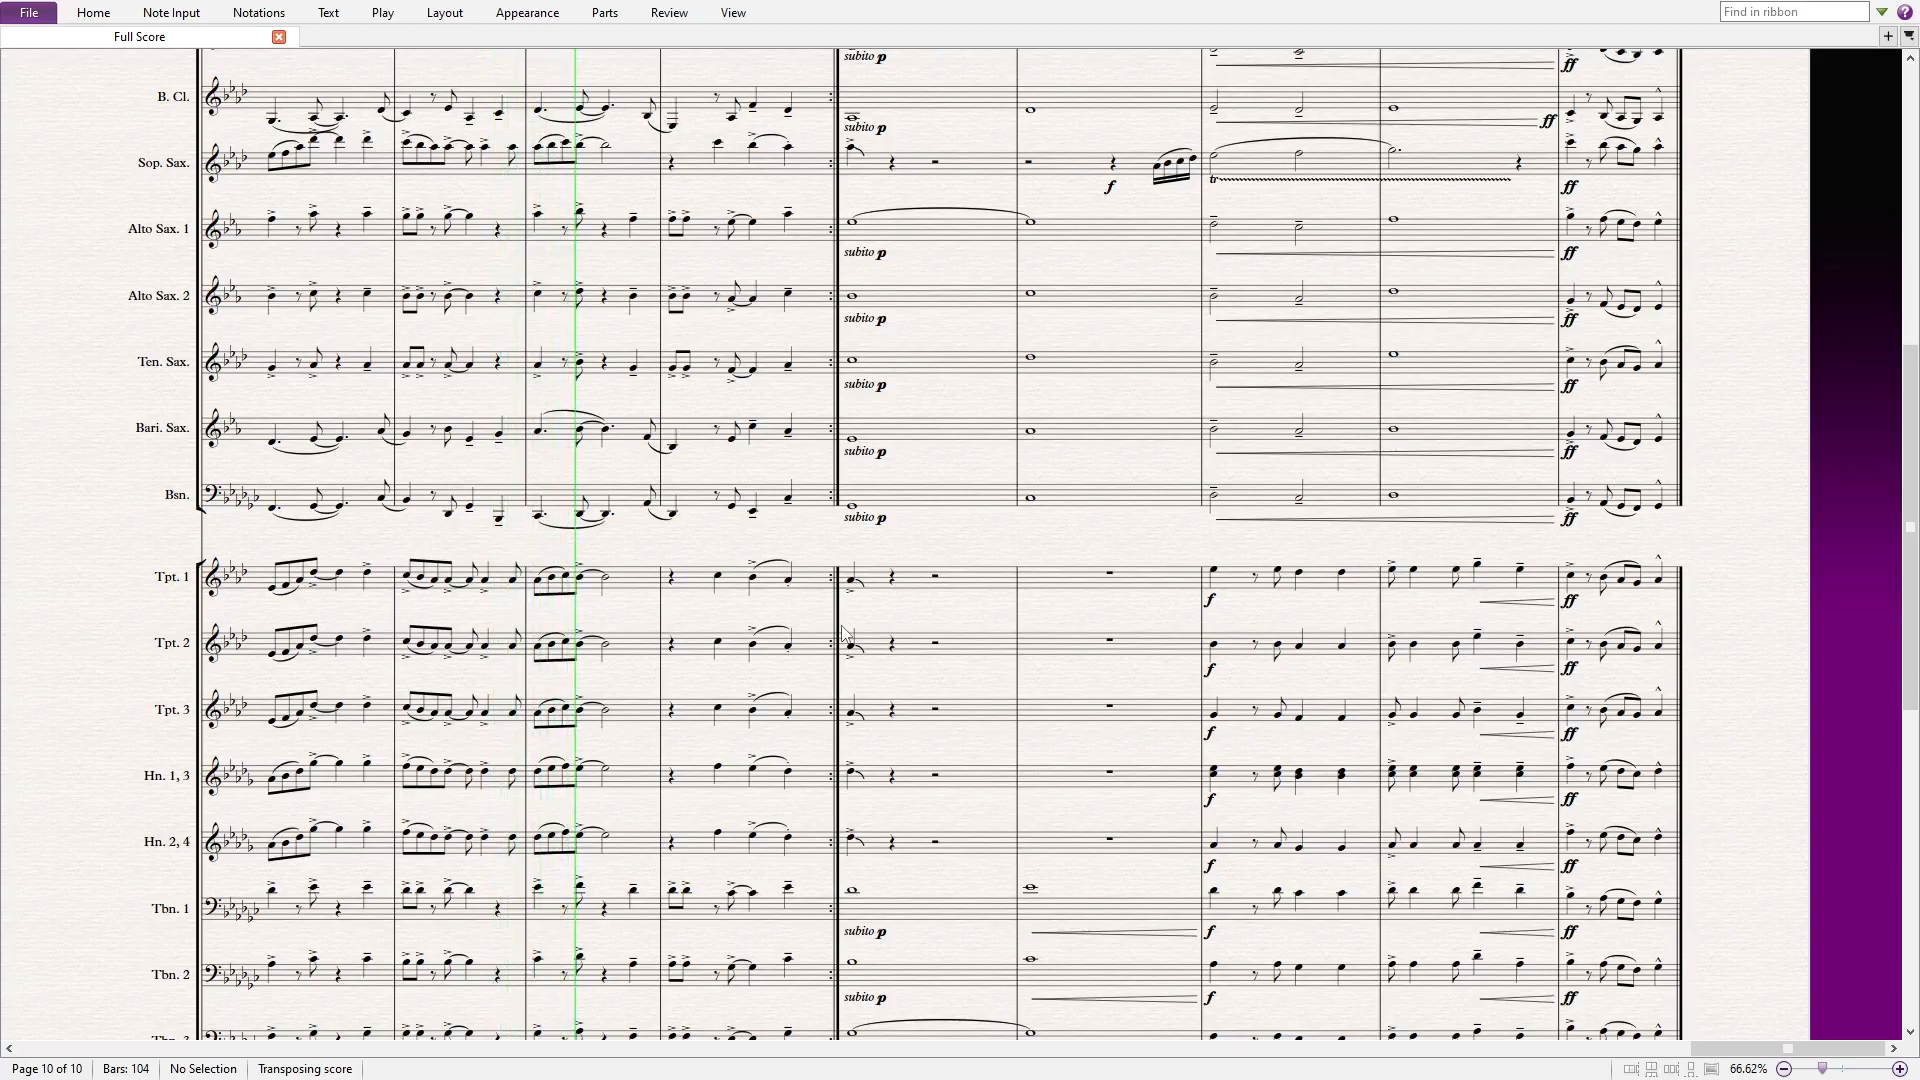 File Home Note Input Notations Text Play Layout Appearance Parts Review View Find in ribbon ?
Full Score
subito p ff
B. Cl. subito p ff
Sop. Sax. f tr ff
Alto Sax. 1 subito p ff
Alto Sax. 2 subito p ff
Ten. Sax. subito p ff
Bari. Sax. subito p ff
Bsn. subito p ff
Tpt. 1 f ff
Tpt. 2 f ff
Tpt. 3 f ff
Hn. 1, 3 f ff
Hn. 2, 4 f ff
Tbn. 1 subito p f ff
Tbn. 2 subito p f ff
Page 10 of 10 Bars: 104 No Selection Transposing score 66.62%